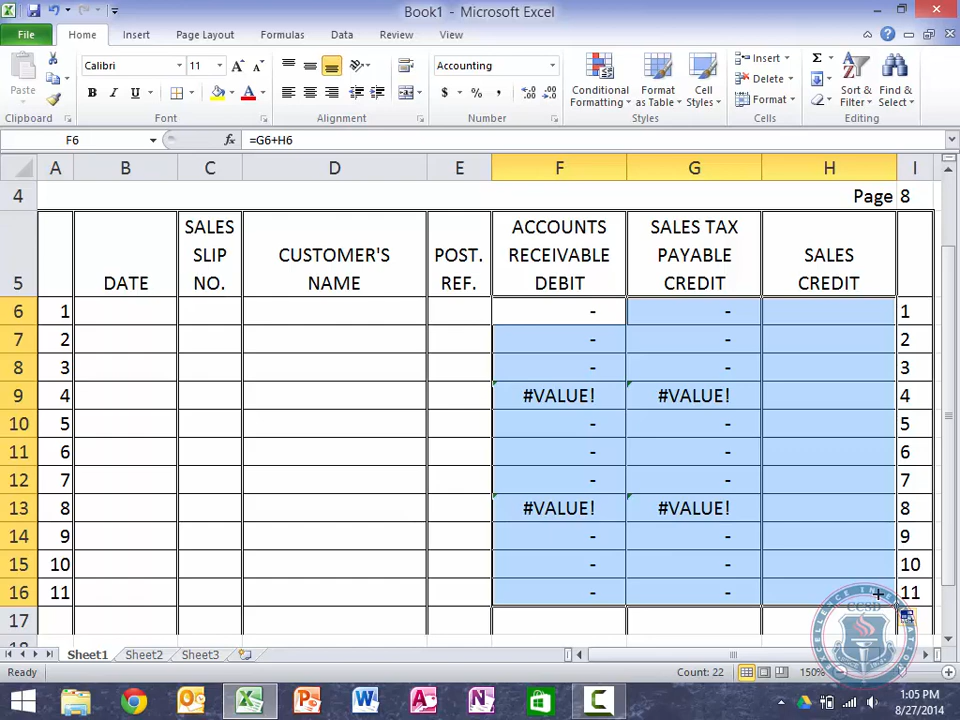 Book1 - Microsoft Excel
File Home Insert Page Layout Formulas Data Review View
Calibri 11 Accounting Insert
Paste B I U $ % , Conditional Formatting Format as Table Cell Styles Delete Format Sort & Filter Find & Select
Clipboard Font Alignment Number Styles Cells Editing
F6 fx =G6+H6
A B C D E F G H I
4 Page 8
5 DATE SALES SLIP NO. CUSTOMER'S NAME POST. REF. ACCOUNTS RECEIVABLE DEBIT SALES TAX PAYABLE CREDIT SALES CREDIT
6 1 - - 1
7 2 - - 2
8 3 - - 3
9 4 #VALUE! #VALUE! 4
10 5 - - 5
11 6 - - 6
12 7 - - 7
13 8 #VALUE! #VALUE! 8
14 9 - - 9
15 10 - - 10
16 11 - - 11
17
Sheet1 Sheet2 Sheet3
Ready Count: 22 150%
1:05 PM
8/27/2014
CCSD